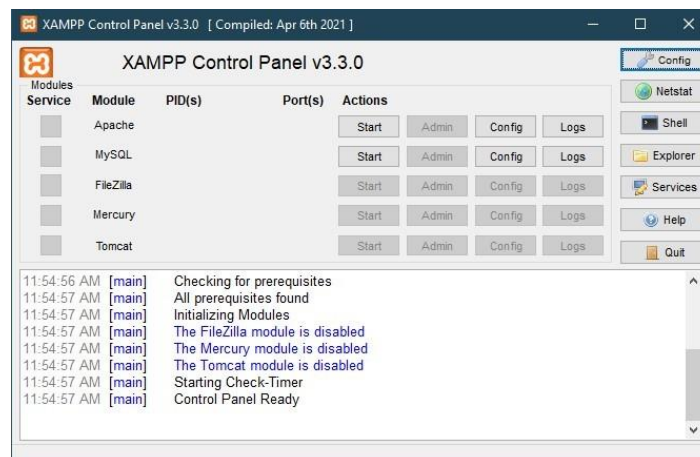 XAMPP Control Panel v3.3.0 [ Compiled: Apr 6th 2021 ]
XAMPP Control Panel v3.3.0
Config
Modules
Service Module PID(s) Port(s) Actions
Netstat
Apache Start Admin Config Logs
Shell
MySQL Start Admin Config Logs
Explorer
FileZilla Start Admin Config Logs
Services
Mercury Start Admin Config Logs
Help
Tomcat Start Admin Config Logs
Quit
11:54:56 AM [main] Checking for prerequisites
11:54:57 AM [main] All prerequisites found
11:54:57 AM [main] Initializing Modules
11:54:57 AM [main] The FileZilla module is disabled
11:54:57 AM [main] The Mercury module is disabled
11:54:57 AM [main] The Tomcat module is disabled
11:54:57 AM [main] Starting Check-Timer
11:54:57 AM [main] Control Panel Ready